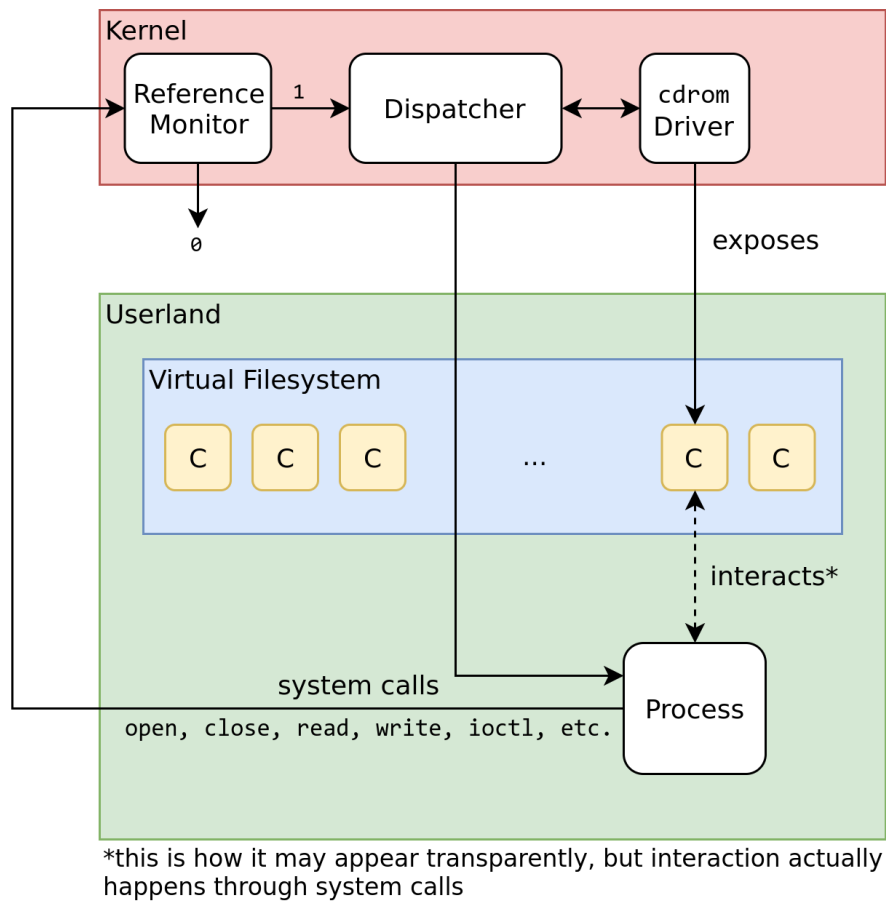 Kernel
Reference
Monitor
1
Dispatcher
cdrom
Driver
0
exposes
Userland
Virtual Filesystem
C
C
C
...
C
C
interacts*
system calls
open, close, read, write, ioctl, etc.
Process
*this is how it may appear transparently, but interaction actually
happens through system calls